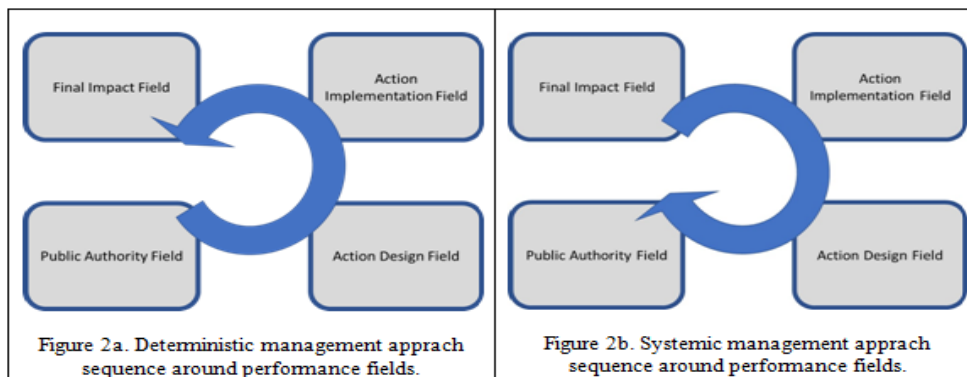 Final Impact Field
Action
Implementation Field
Public Authority Field
Action Design Field
Figure 2a. Deterministic management apprach
sequence around performance fields.
Final Impact Field
Action
Implementation Field
Public Authority Field
Action Design Field
Figure 2b. Systemic management apprach
sequence around performance fields.